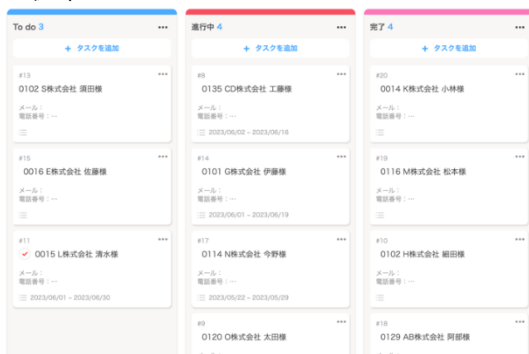 To do 3
+ タスクを追加
#13
0102 S株式会社 須田様
メール：
電話番号：--
#15
0016 E株式会社 佐藤様
メール：
電話番号：--
#11
0015 L株式会社 清水様
メール：
電話番号：--
2023/06/01 - 2023/06/30
進行中 4
+ タスクを追加
#8
0135 CD株式会社 工藤様
メール：
電話番号：--
2023/06/02 - 2023/06/16
#14
0101 G株式会社 伊藤様
メール：
電話番号：--
2023/06/01 - 2023/06/19
#17
0114 N株式会社 今野様
メール：
電話番号：--
2023/05/22 - 2023/05/29
#9
0120 O株式会社 太田様
完了 4
+ タスクを追加
#20
0014 K株式会社 小林様
メール：
電話番号：--
#19
0116 M株式会社 松本様
メール：
電話番号：--
#10
0102 H株式会社 細田様
メール：
電話番号：--
#18
0129 AB株式会社 阿部様